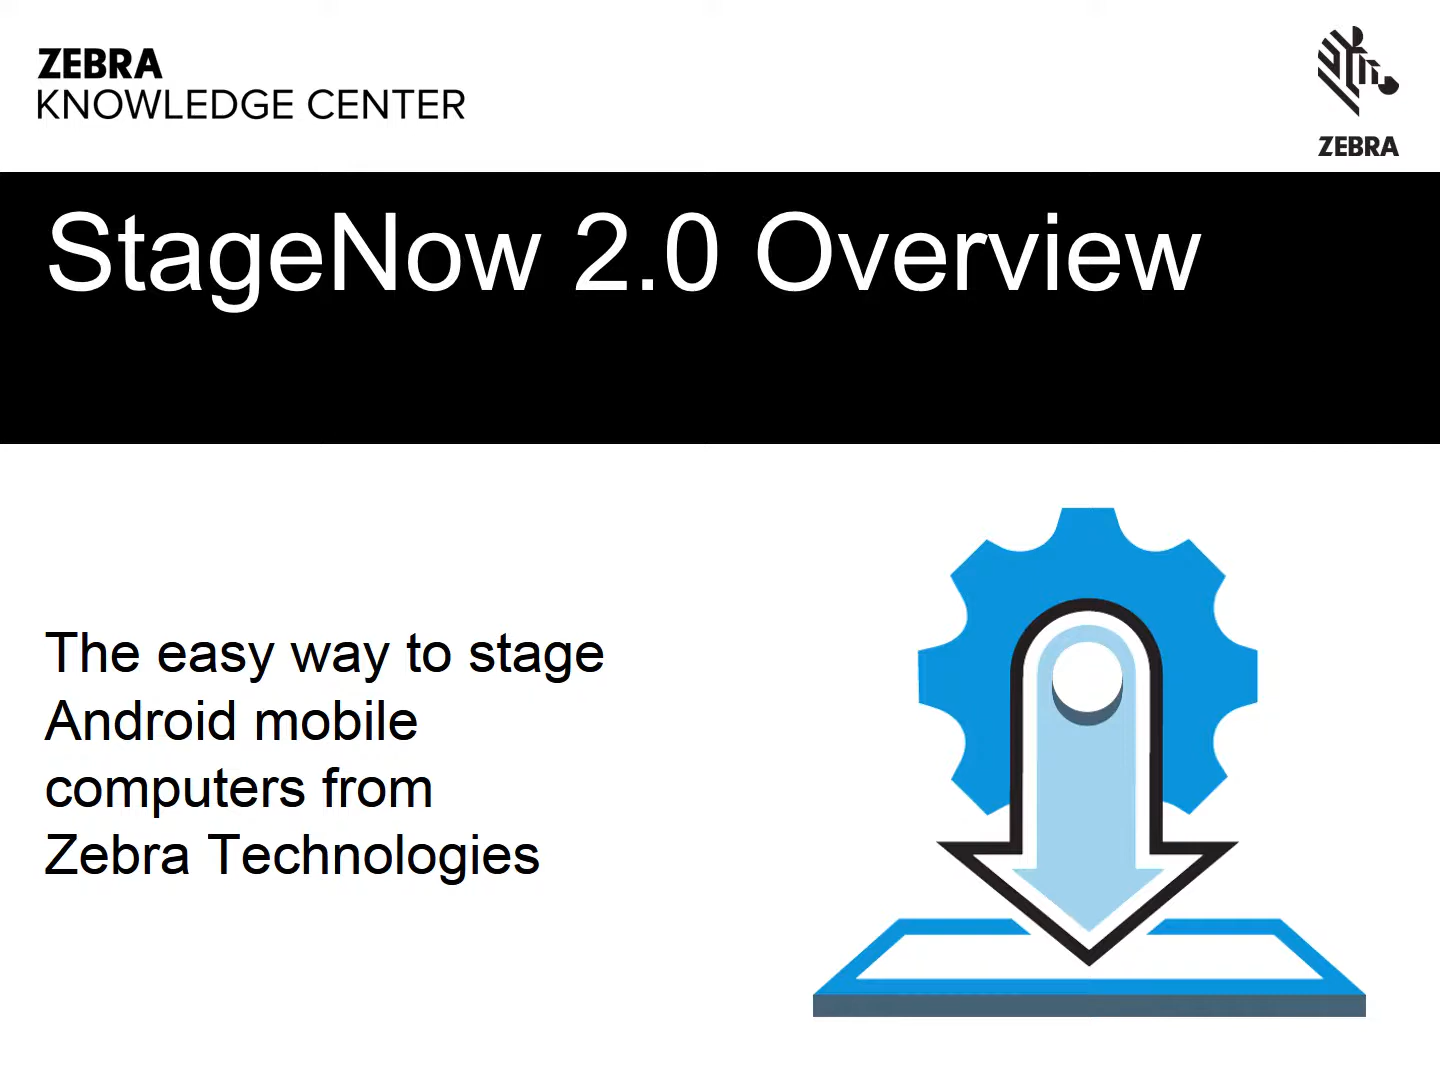 ZEBRA
KNOWLEDGE CENTER
ZEBRA
StageNow 2.0 Overview
The easy way to stage
Android mobile
computers from
Zebra Technologies